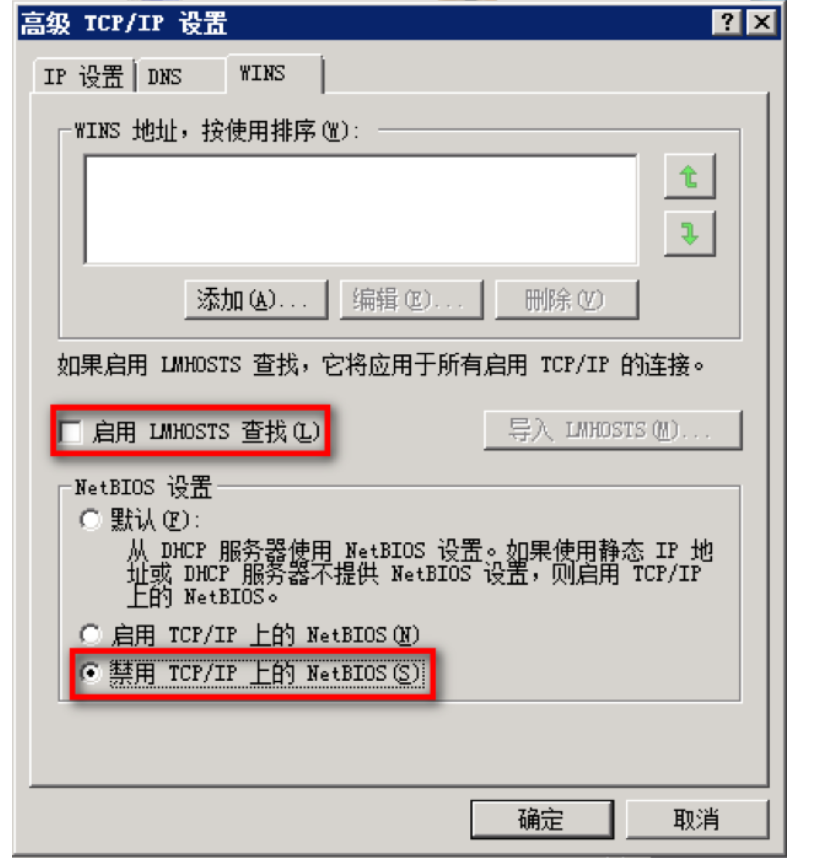 高级 TCP/IP 设置
IP 设置 DNS WINS
WINS 地址，按使用排序(W):
添加(A)... 编辑(E)... 删除(V)
如果启用 LMHOSTS 查找，它将应用于所有启用 TCP/IP 的连接。
启用 LMHOSTS 查找(L) 导入 LMHOSTS(M)...
NetBIOS 设置
默认(F):
从 DHCP 服务器使用 NetBIOS 设置。如果使用静态 IP 地
址或 DHCP 服务器不提供 NetBIOS 设置，则启用 TCP/IP
上的 NetBIOS。
启用 TCP/IP 上的 NetBIOS(N)
禁用 TCP/IP 上的 NetBIOS(S)
确定 取消